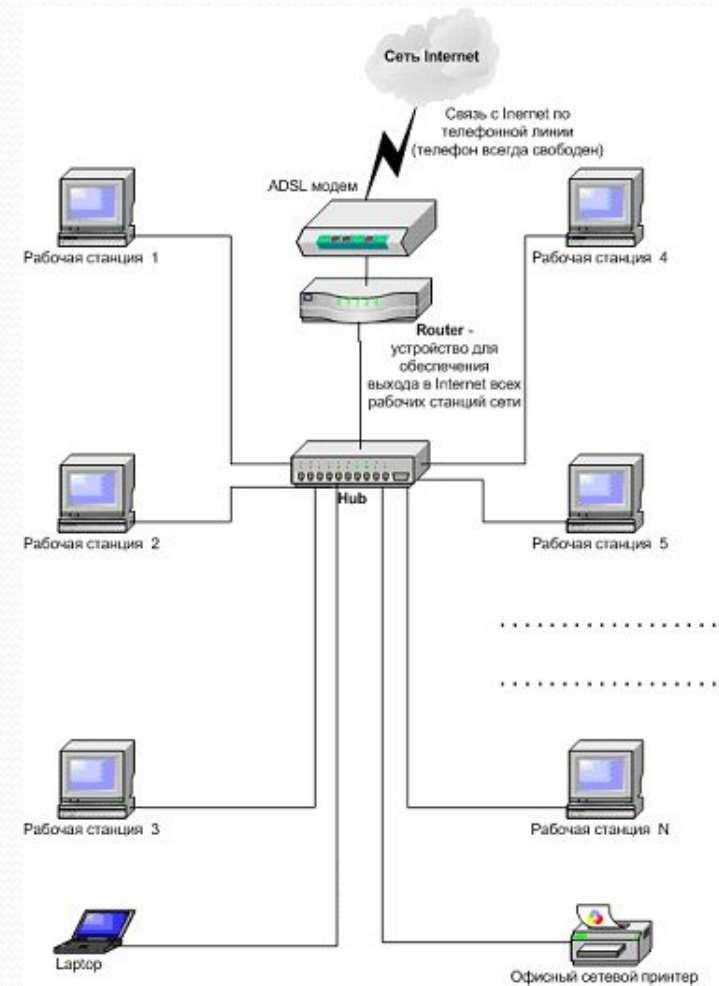 Сеть Internet
Связь с Inernet по
телефонной линии
(телефон всегда свободен)
ADSL модем
Рабочая станция 1
Рабочая станция 4
Router -
устройство для
обеспечения
выхода в Internet всех
рабочих станций сети
Hub
Рабочая станция 2
Рабочая станция 5
Рабочая станция 3
Рабочая станция N
Laptop
Офисный сетевой принтер